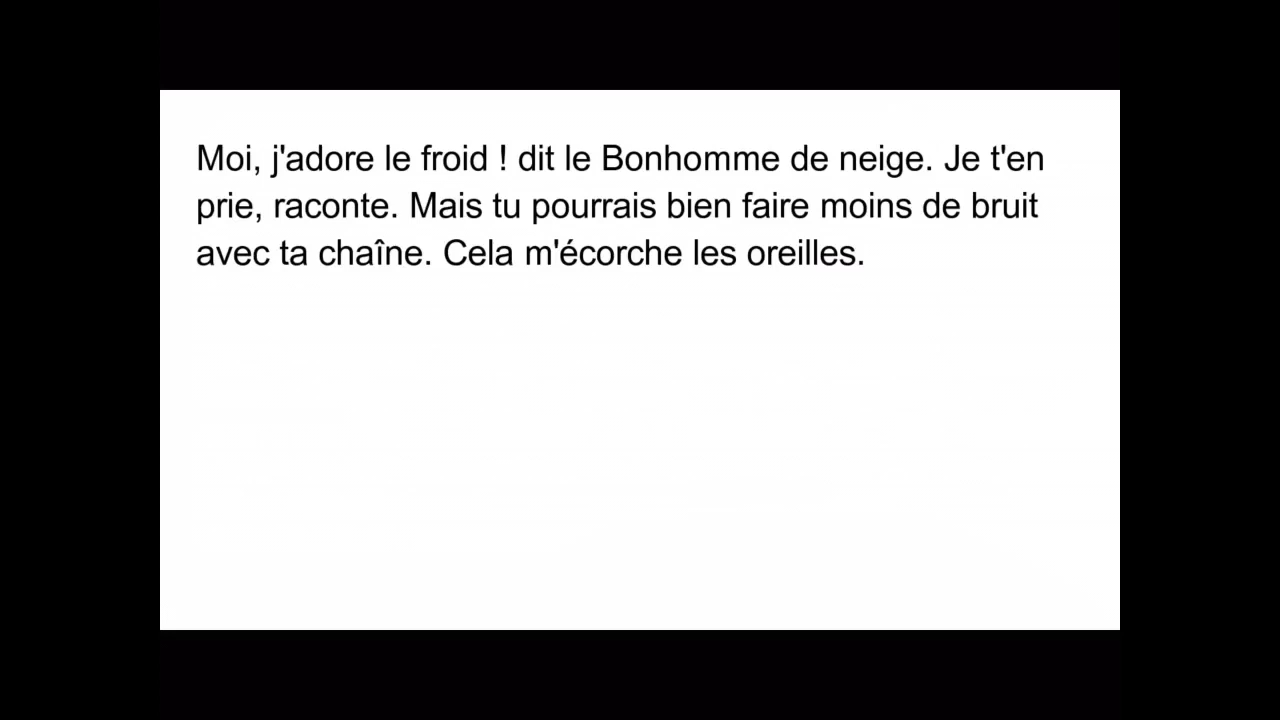 Moi, j'adore le froid ! dit le Bonhomme de neige. Je t'en
prie, raconte. Mais tu pourrais bien faire moins de bruit
avec ta chaîne. Cela m'écorche les oreilles.